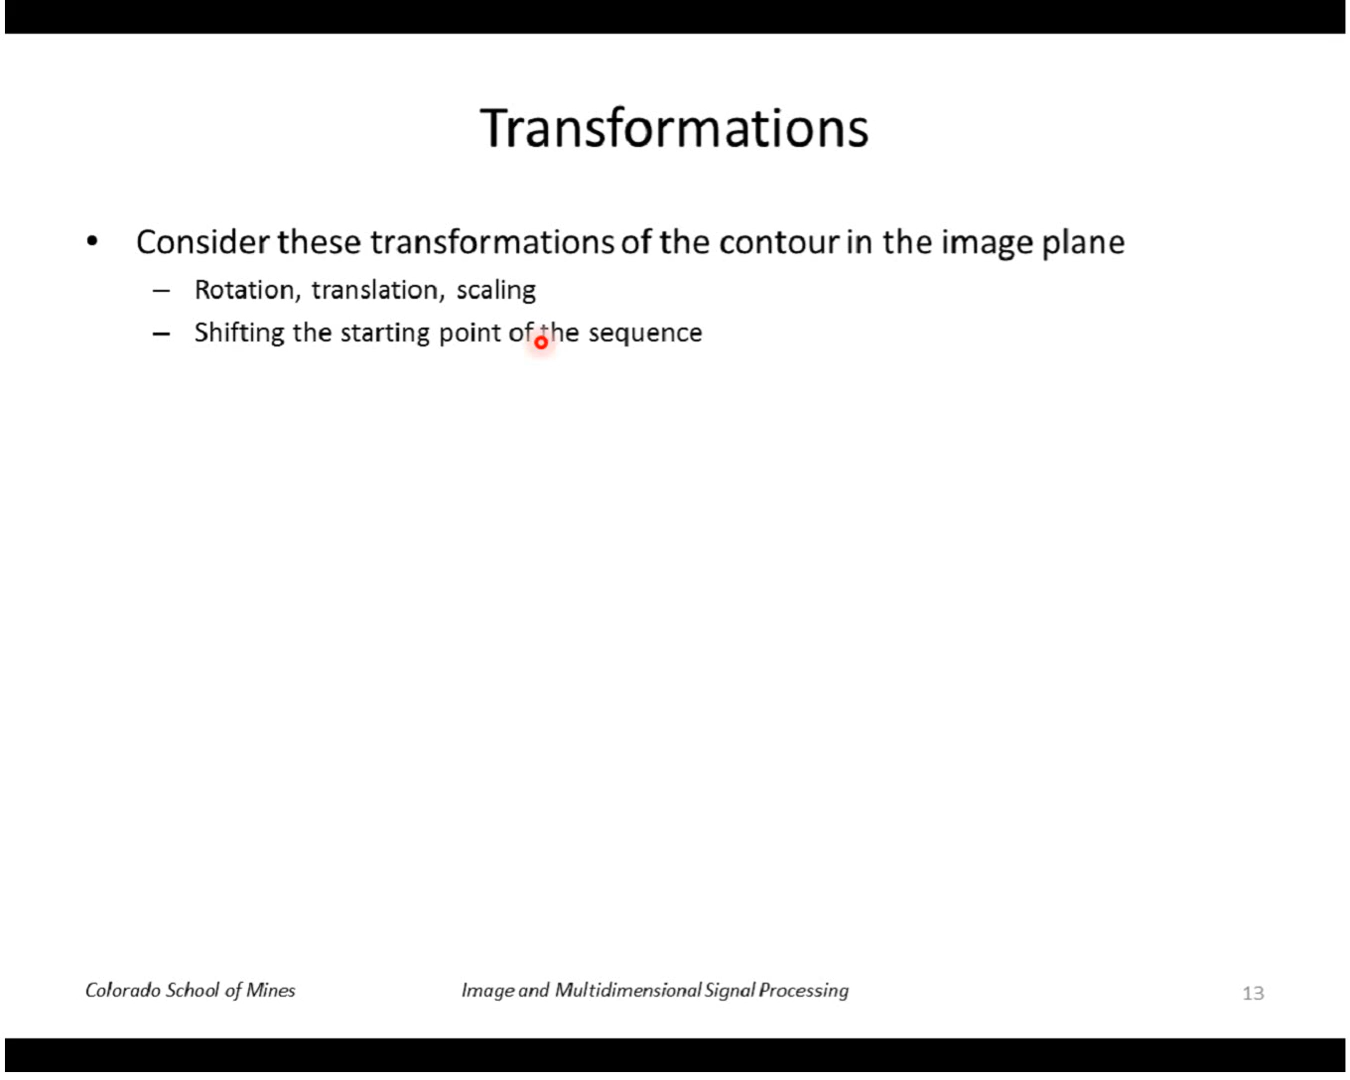 Transformations
• Consider these transformations of the contour in the image plane
– Rotation, translation, scaling
– Shifting the starting point of the sequence
Colorado School of Mines
Image and Multidimensional Signal Processing
13